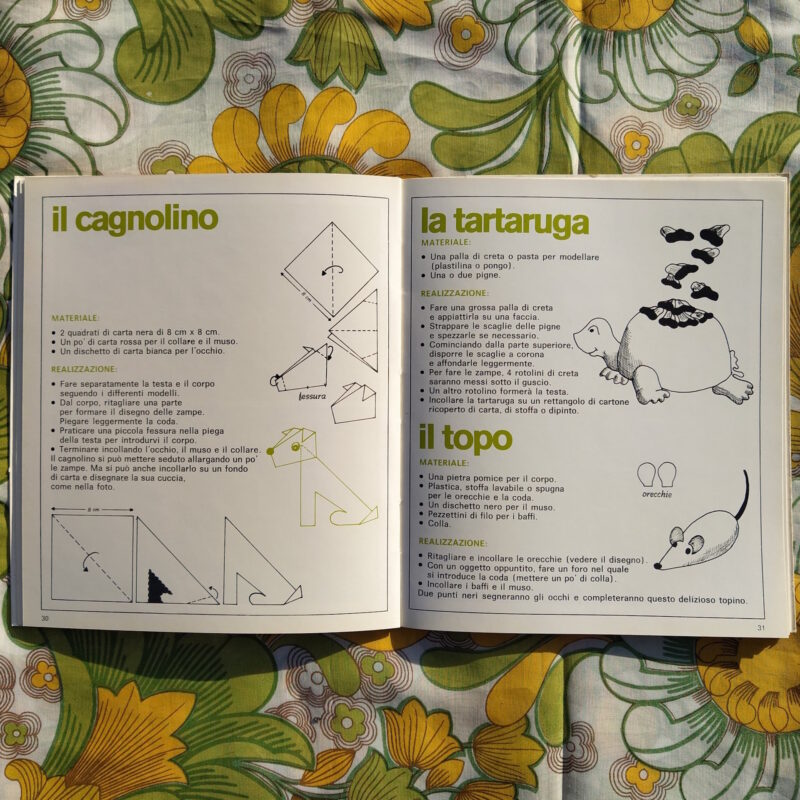 il cagnolino
MATERIALE:
• 2 quadrati di carta nera di 8 cm x 8 cm.
• Un po' di carta rossa per il collare e il muso.
• Un dischetto di carta bianca per l'occhio.
REALIZZAZIONE:
• Fare separatamente la testa e il corpo
seguendo i differenti modelli.
• Dal corpo, ritagliare una parte
per formare il disegno delle zampe.
Piegare leggermente la coda.
• Praticare una piccola fessura nella piega
della testa per introdurvi il corpo.
• Terminare incollando l'occhio, il muso e il collare.
Il cagnolino si può mettere seduto allargando un po'
le zampe. Ma si può anche incollarlo su un fondo
di carta e disegnare la sua cuccia,
come nella foto.
8 cm
fessura
8 cm
30
la tartaruga
MATERIALE:
• Una palla di creta o pasta per modellare
(plastilina o pongo).
• Una o due pigne.
REALIZZAZIONE:
• Fare una grossa palla di creta
e appiattirla su una faccia.
• Strappare le scaglie delle pigne
e spezzarle se necessario.
• Cominciando dalla parte superiore,
disporre le scaglie a corona
e affondarle leggermente.
• Per fare le zampe, 4 rotolini di creta
saranno messi sotto il guscio.
• Un altro rotolino formerà la testa.
• Incollare la tartaruga su un rettangolo di cartone
ricoperto di carta, di stoffa o dipinto.
il topo
MATERIALE:
• Una pietra pomice per il corpo.
• Plastica, stoffa lavabile o spugna
per le orecchie e la coda.
• Un dischetto nero per il muso.
• Pezzettini di filo per i baffi.
• Colla.
orecchie
REALIZZAZIONE:
• Ritagliare e incollare le orecchie (vedere il disegno).
• Con un oggetto oppuntito, fare un foro nel quale
si introduce la coda (mettere un po' di colla).
• Incollare i baffi e il muso.
Due punti neri segneranno gli occhi e completeranno questo delizioso topino.
31